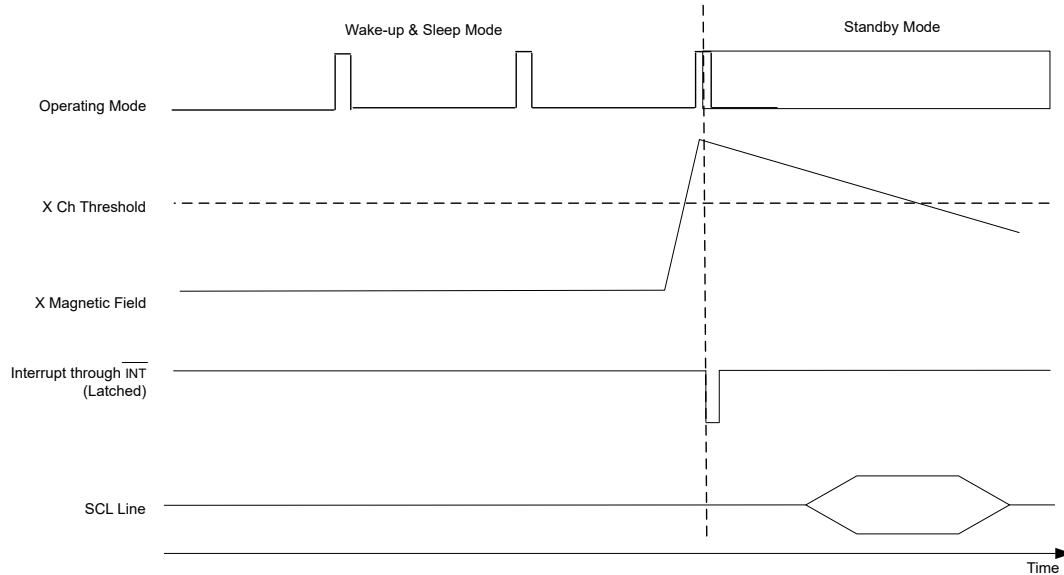 Wake-up & Sleep Mode
Standby Mode
Operating Mode
X Ch Threshold
X Magnetic Field
Interrupt through INT
(Latched)
SCL Line
Time